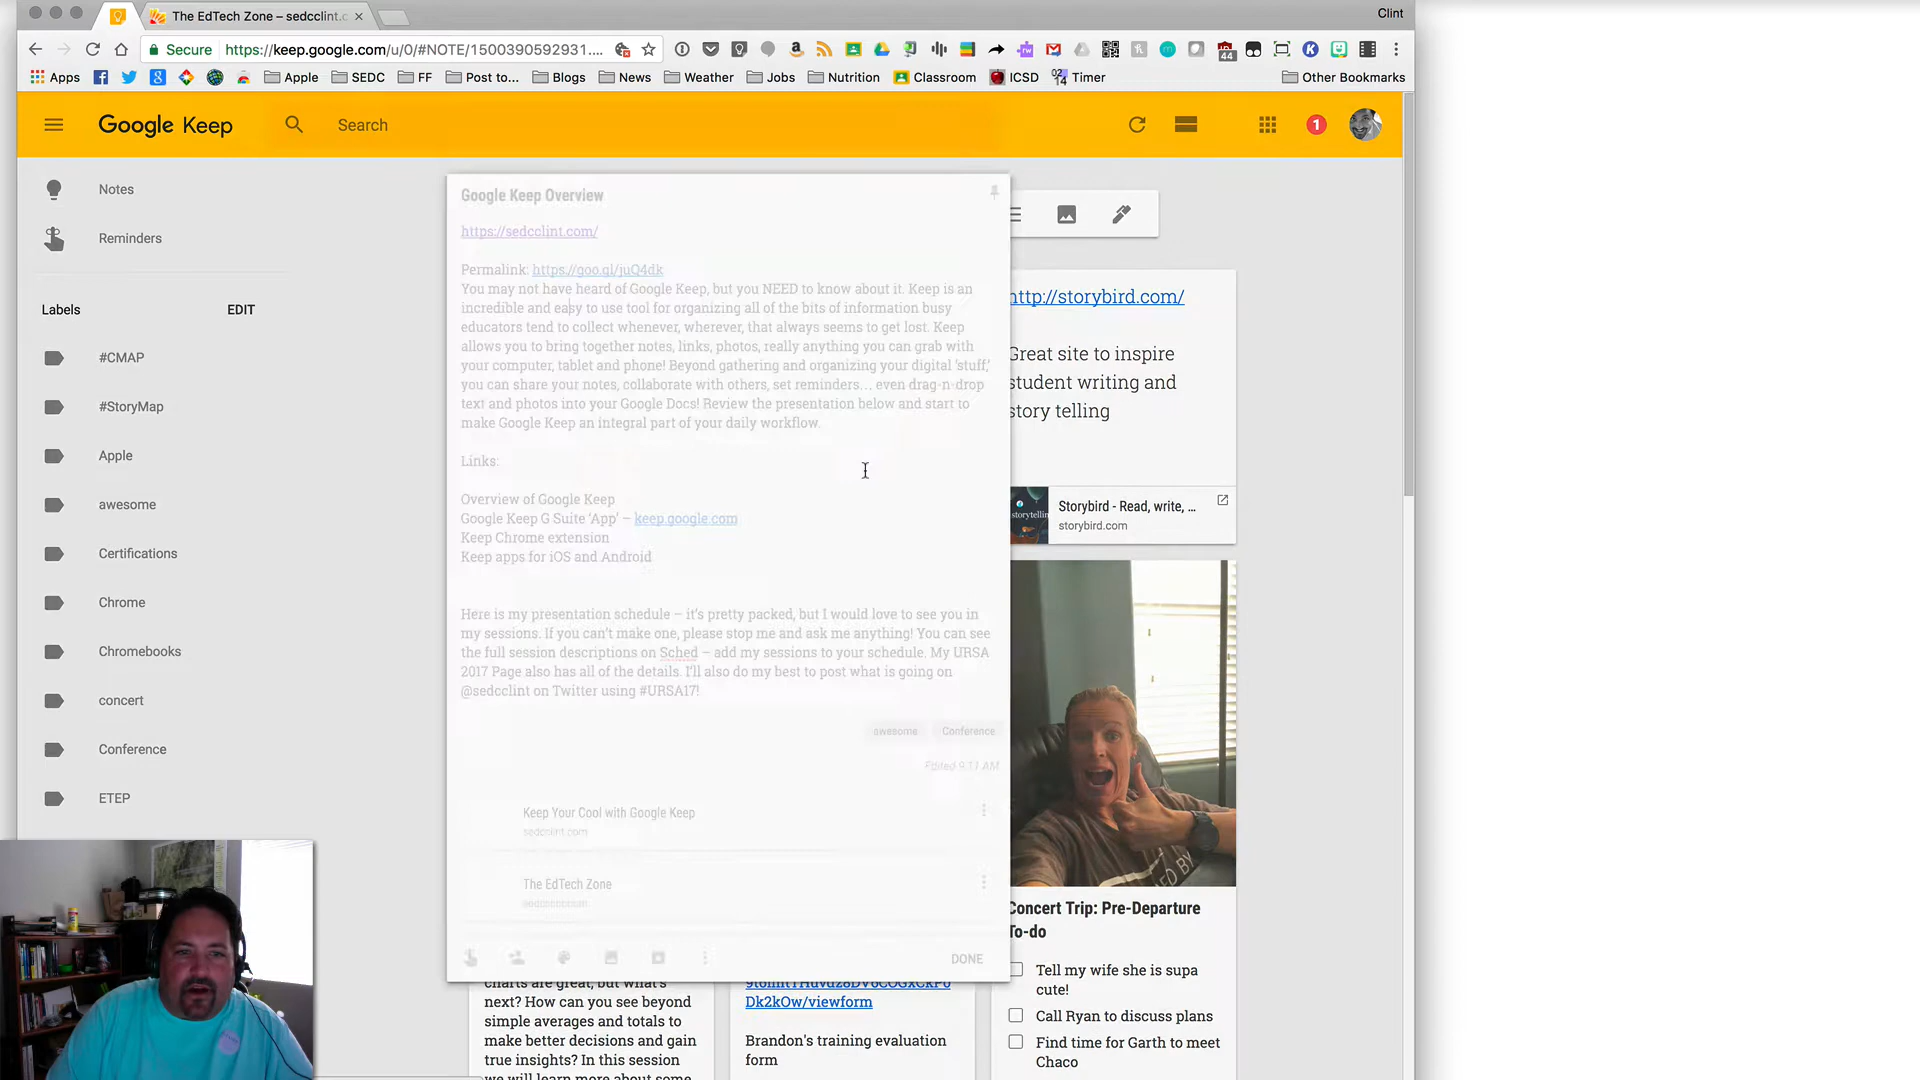 The EdTech Zone – sedcclint.c
Clint
Secure
https://keep.google.com/u/0/#NOTE/1500390592931....
44
Apps
Apple
SEDC
FF
Post to...
Blogs
News
Weather
Jobs
Nutrition
Classroom
ICSD
Timer
Other Bookmarks
Google Keep
Search
1
Notes
Reminders
Labels
EDIT
#CMAP
#StoryMap
Apple
awesome
Certifications
Chrome
Chromebooks
concert
Conference
ETEP
Google Keep Overview
https://sedcclint.com/
Permalink: https://goo.gl/juQ4dk
You may not have heard of Google Keep, but you NEED to know about it. Keep is an
incredible and easy to use tool for organizing all of the bits of information busy
educators tend to collect whenever, wherever, that always seems to get lost. Keep
allows you to bring together notes, links, photos, really anything you can grab with
your computer, tablet and phone! Beyond gathering and organizing your digital ‘stuff,’
you can share your notes, collaborate with others, set reminders… even drag-n-drop
text and photos into your Google Docs! Review the presentation below and start to
make Google Keep an integral part of your daily workflow.
Links:
Overview of Google Keep
Google Keep G Suite ‘App’ – keep.google.com
Keep Chrome extension
Keep apps for iOS and Android
Here is my presentation schedule – it’s pretty packed, but I would love to see you in
my sessions. If you can’t make one, please stop me and ask me anything! You can see
the full session descriptions on Sched – add my sessions to your schedule. My URSA
2017 Page also has all of the details. I’ll also do my best to post what is going on
@sedcclint on Twitter using #URSA17!
awesome
Conference
Edited 9:11 AM
Keep Your Cool with Google Keep
sedcclint.com
The EdTech Zone
sedcclint.com
DONE
charts are great, but what's
next? How can you see beyond
simple averages and totals to
make better decisions and gain
true insights? In this session
we will learn more about some
Dk2kOw/viewform
Brandon's training evaluation
form
http://storybird.com/
Great site to inspire
student writing and
story telling
Storybird - Read, write, ...
storybird.com
Concert Trip: Pre-Departure
To-do
Tell my wife she is supa
cute!
Call Ryan to discuss plans
Find time for Garth to meet
Chaco